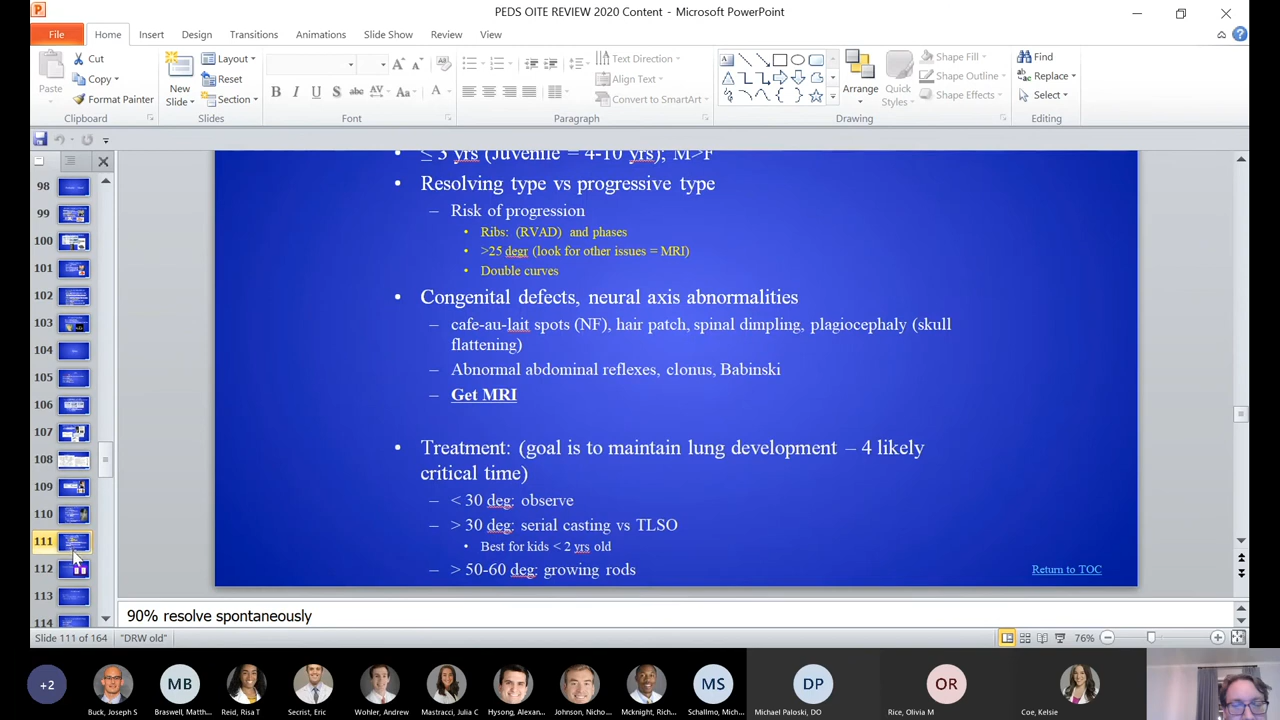 PEDS OITE REVIEW 2020 Content - Microsoft PowerPoint
File Home Insert Design Transitions Animations Slide Show Review View
Cut
Copy
Format Painter
Paste
Clipboard
New
Slide
Layout
Reset
Section
Slides
Font
Text Direction
Align Text
Convert to SmartArt
Paragraph
Arrange
Quick
Styles
Shape Fill
Shape Outline
Shape Effects
Drawing
Find
Replace
Select
Editing
98
99
100
101
102
103
104
105
106
107
108
109
110
111
112
113
114
• ≤ 3 yrs (Juvenile = 4-10 yrs); M>F
• Resolving type vs progressive type
– Risk of progression
• Ribs: (RVAD) and phases
• >25 degr (look for other issues = MRI)
• Double curves
• Congenital defects, neural axis abnormalities
– cafe-au-lait spots (NF), hair patch, spinal dimpling, plagiocephaly (skull
flattening)
– Abnormal abdominal reflexes, clonus, Babinski
– Get MRI
• Treatment: (goal is to maintain lung development – 4 likely
critical time)
– < 30 deg: observe
– > 30 deg: serial casting vs TLSO
• Best for kids < 2 yrs old
– > 50-60 deg: growing rods
Return to TOC
90% resolve spontaneously
Slide 111 of 164 "DRW old" 76%
+2 MB MS DP OR
Buck, Joseph S
Braswell, Matth...
Reid, Risa T
Secrist, Eric
Wohler, Andrew
Mastracci, Julia C
Hysong, Alexan...
Johnson, Nicho...
Mcknight, Rich...
Schallmo, Mich...
Michael Paloski, DO
Rice, Olivia M
Coe, Kelsie